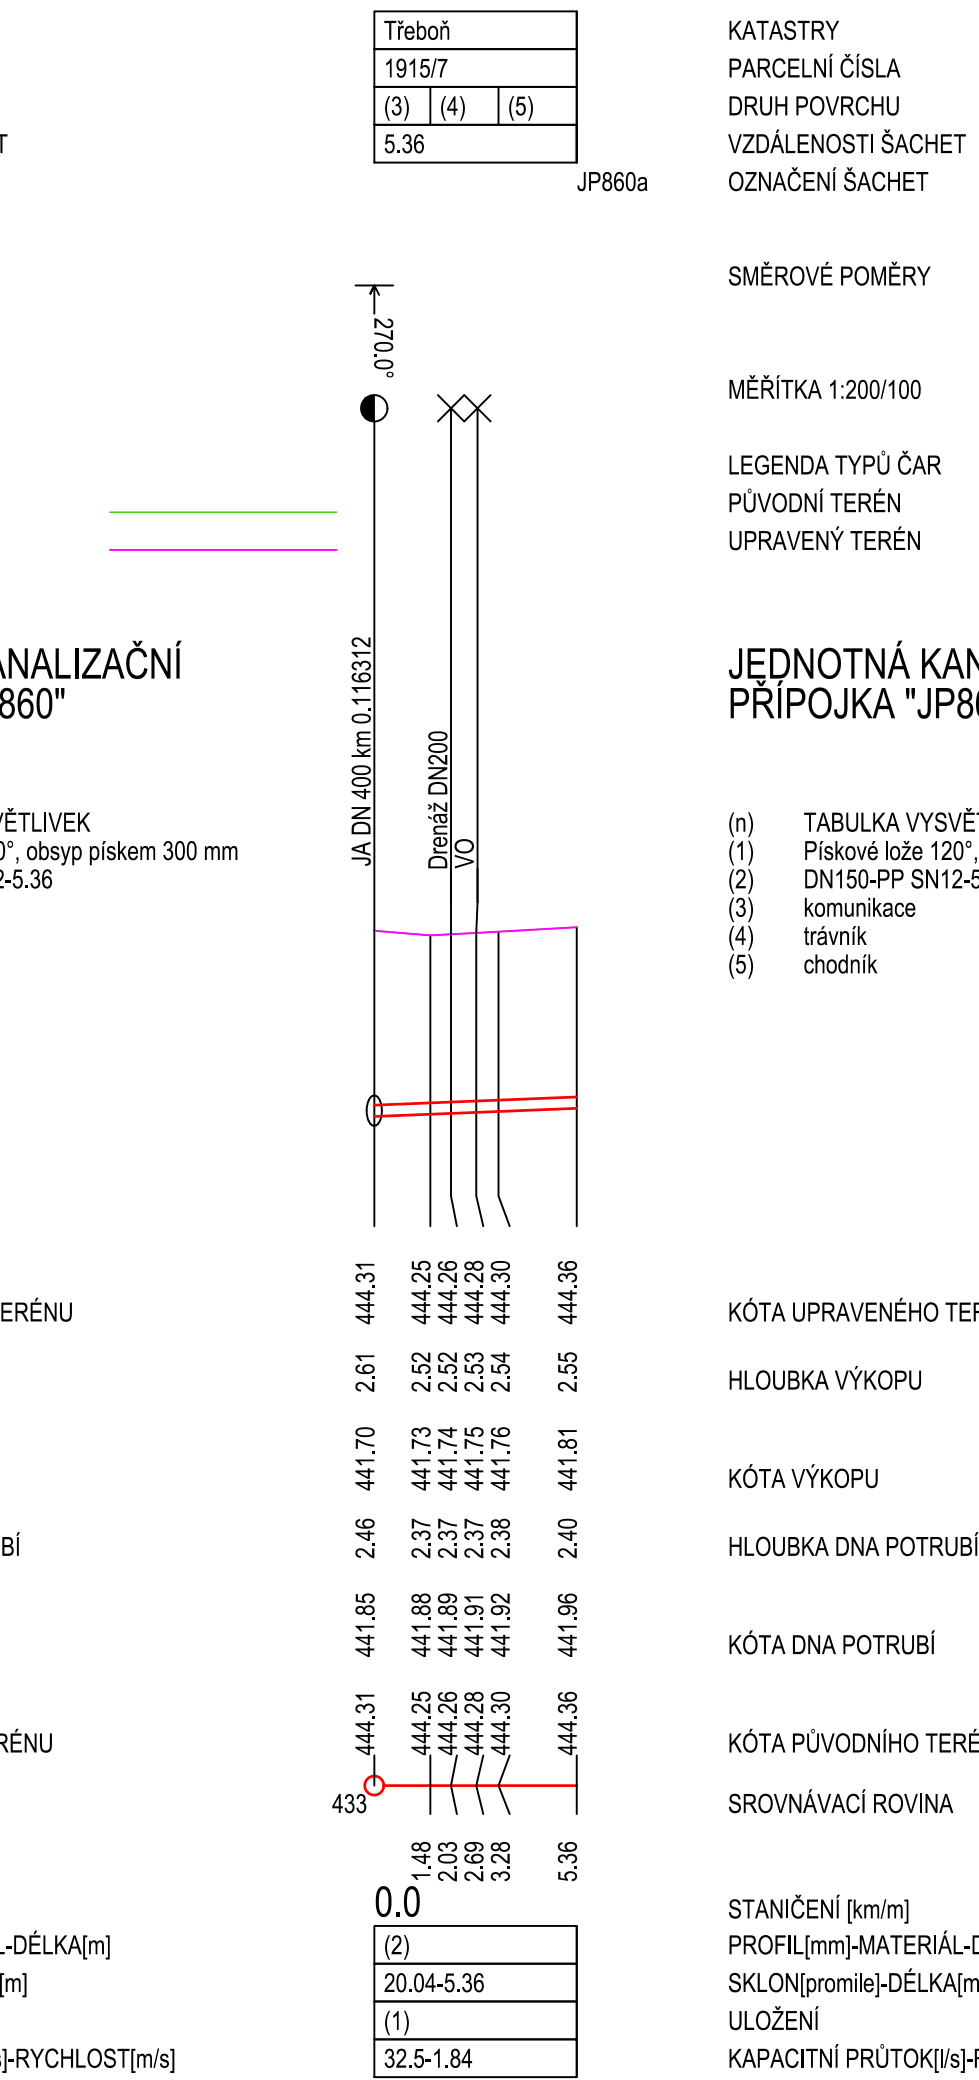 Třeboň
KATASTRY
1915/7
PARCELNÍ ČÍSLA
(3) (4) (5)
DRUH POVRCHU
T
5.36
VZDÁLENOSTI ŠACHET
JP860a
OZNAČENÍ ŠACHET
SMĚROVÉ POMĚRY
270.0°
MĚŘÍTKA 1:200/100
LEGENDA TYPŮ ČAR
PŮVODNÍ TERÉN
UPRAVENÝ TERÉN
ANALIZAČNÍ
860"
JA DN 400 km 0.116312
Drenáž DN200
VO
JEDNOTNÁ KAN
PŘÍPOJKA "JP86
VĚTLIVEK
0°, obsyp pískem 300 mm
2-5.36
(n) TABULKA VYSVĚT
(1) Pískové lože 120°,
(2) DN150-PP SN12-5
(3) komunikace
(4) trávník
(5) chodník
ERÉNU
444.31 444.25 444.26 444.28 444.30 444.36
KÓTA UPRAVENÉHO TER
2.61 2.52 2.52 2.53 2.54 2.55
HLOUBKA VÝKOPU
441.70 441.73 441.74 441.75 441.76 441.81
KÓTA VÝKOPU
BÍ
2.46 2.37 2.37 2.37 2.38 2.40
HLOUBKA DNA POTRUBÍ
441.85 441.88 441.89 441.91 441.92 441.96
KÓTA DNA POTRUBÍ
RÉNU
444.31 444.25 444.26 444.28 444.30 444.36
KÓTA PŮVODNÍHO TERÉ
433
SROVNÁVACÍ ROVINA
1.48 2.03 2.69 3.28 5.36
0.0
STANIČENÍ [km/m]
L-DÉLKA[m]
(2)
PROFIL[mm]-MATERIÁL-D
[m]
20.04-5.36
SKLON[promile]-DÉLKA[m
(1)
ULOŽENÍ
s]-RYCHLOST[m/s]
32.5-1.84
KAPACITNÍ PRŮTOK[l/s]-R